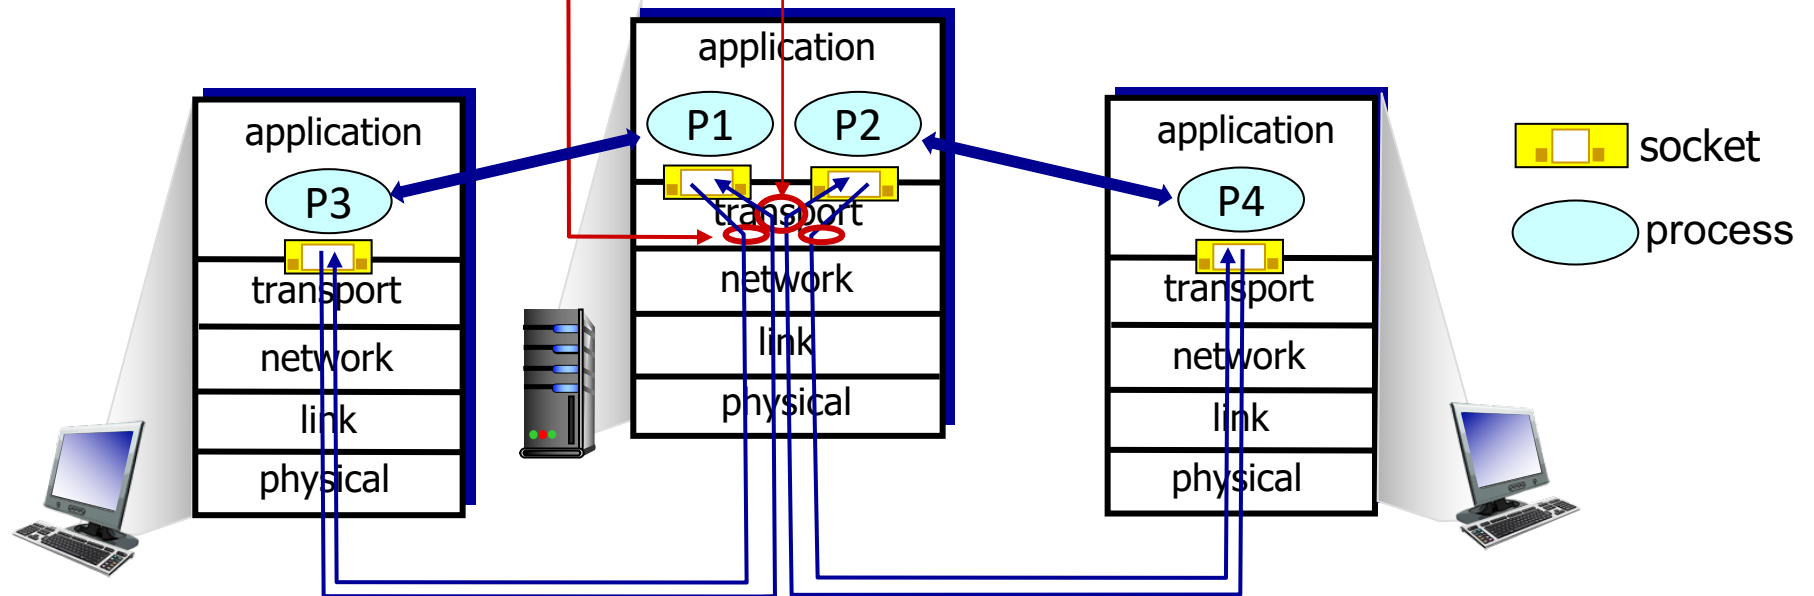 application
P3
transport
network
link
physical
application
P1
P2
transport
network
link
physical
application
P4
transport
network
link
physical
socket
process